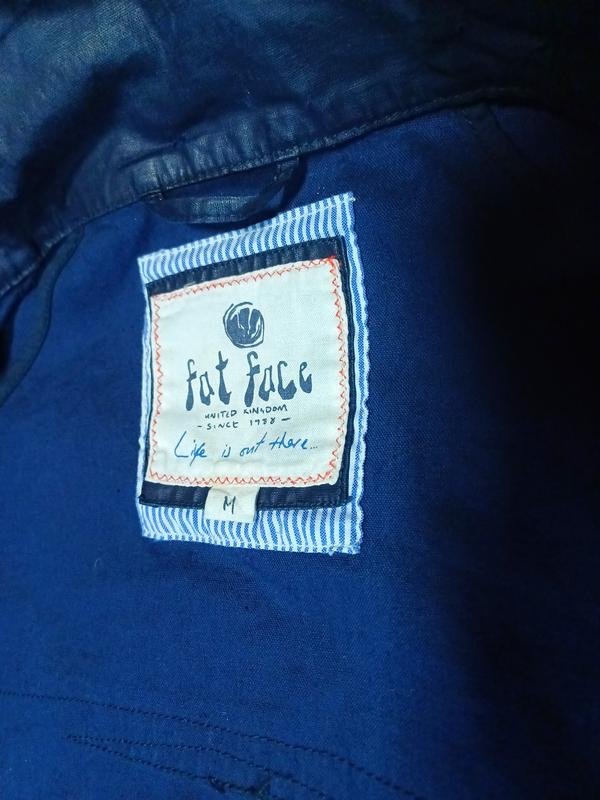 fat face
UNITED KINGDOM
- SINCE 1988 -
Life is out there...
M